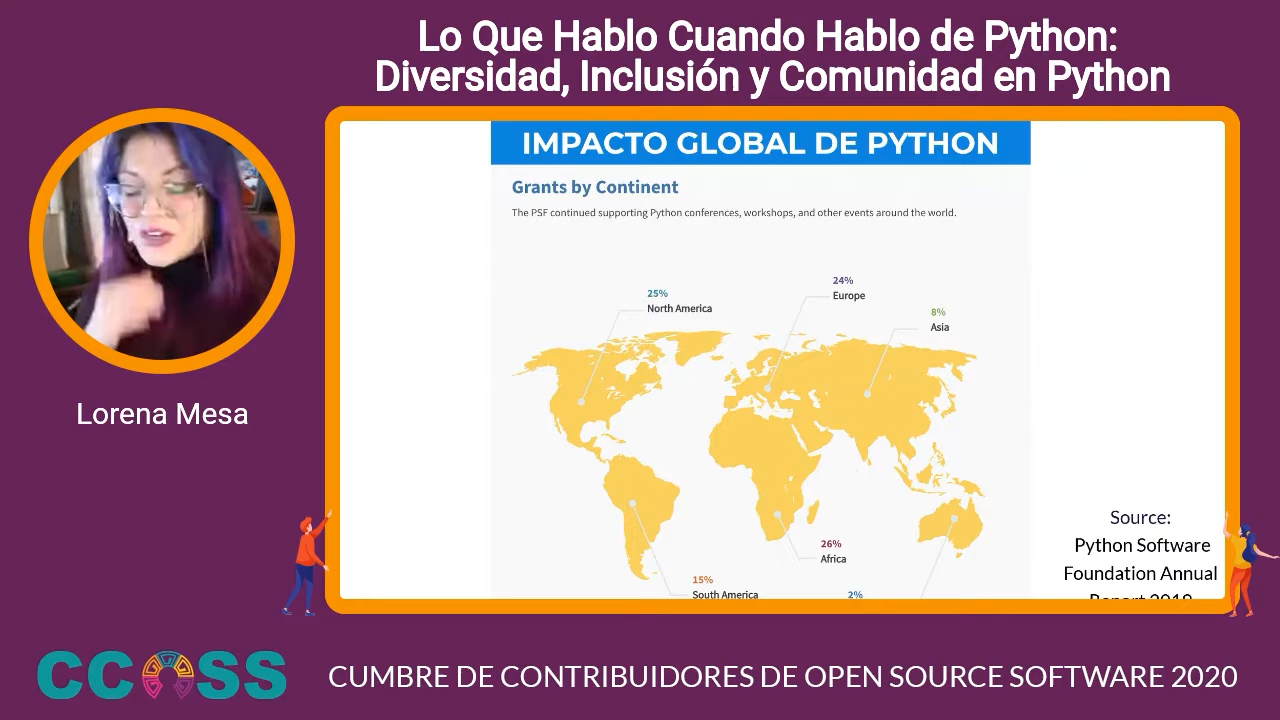 Lo Que Hablo Cuando Hablo de Python:
Diversidad, Inclusión y Comunidad en Python
IMPACTO GLOBAL DE PYTHON
Grants by Continent
The PSF continued supporting Python conferences, workshops, and other events around the world.
24%
Europe
25%
North America
8%
Asia
Lorena Mesa
Source:
Python Software
Foundation Annual
Report 2019
26%
Africa
15%
South America
2%
CCOSS
CUMBRE DE CONTRIBUIDORES DE OPEN SOURCE SOFTWARE 2020